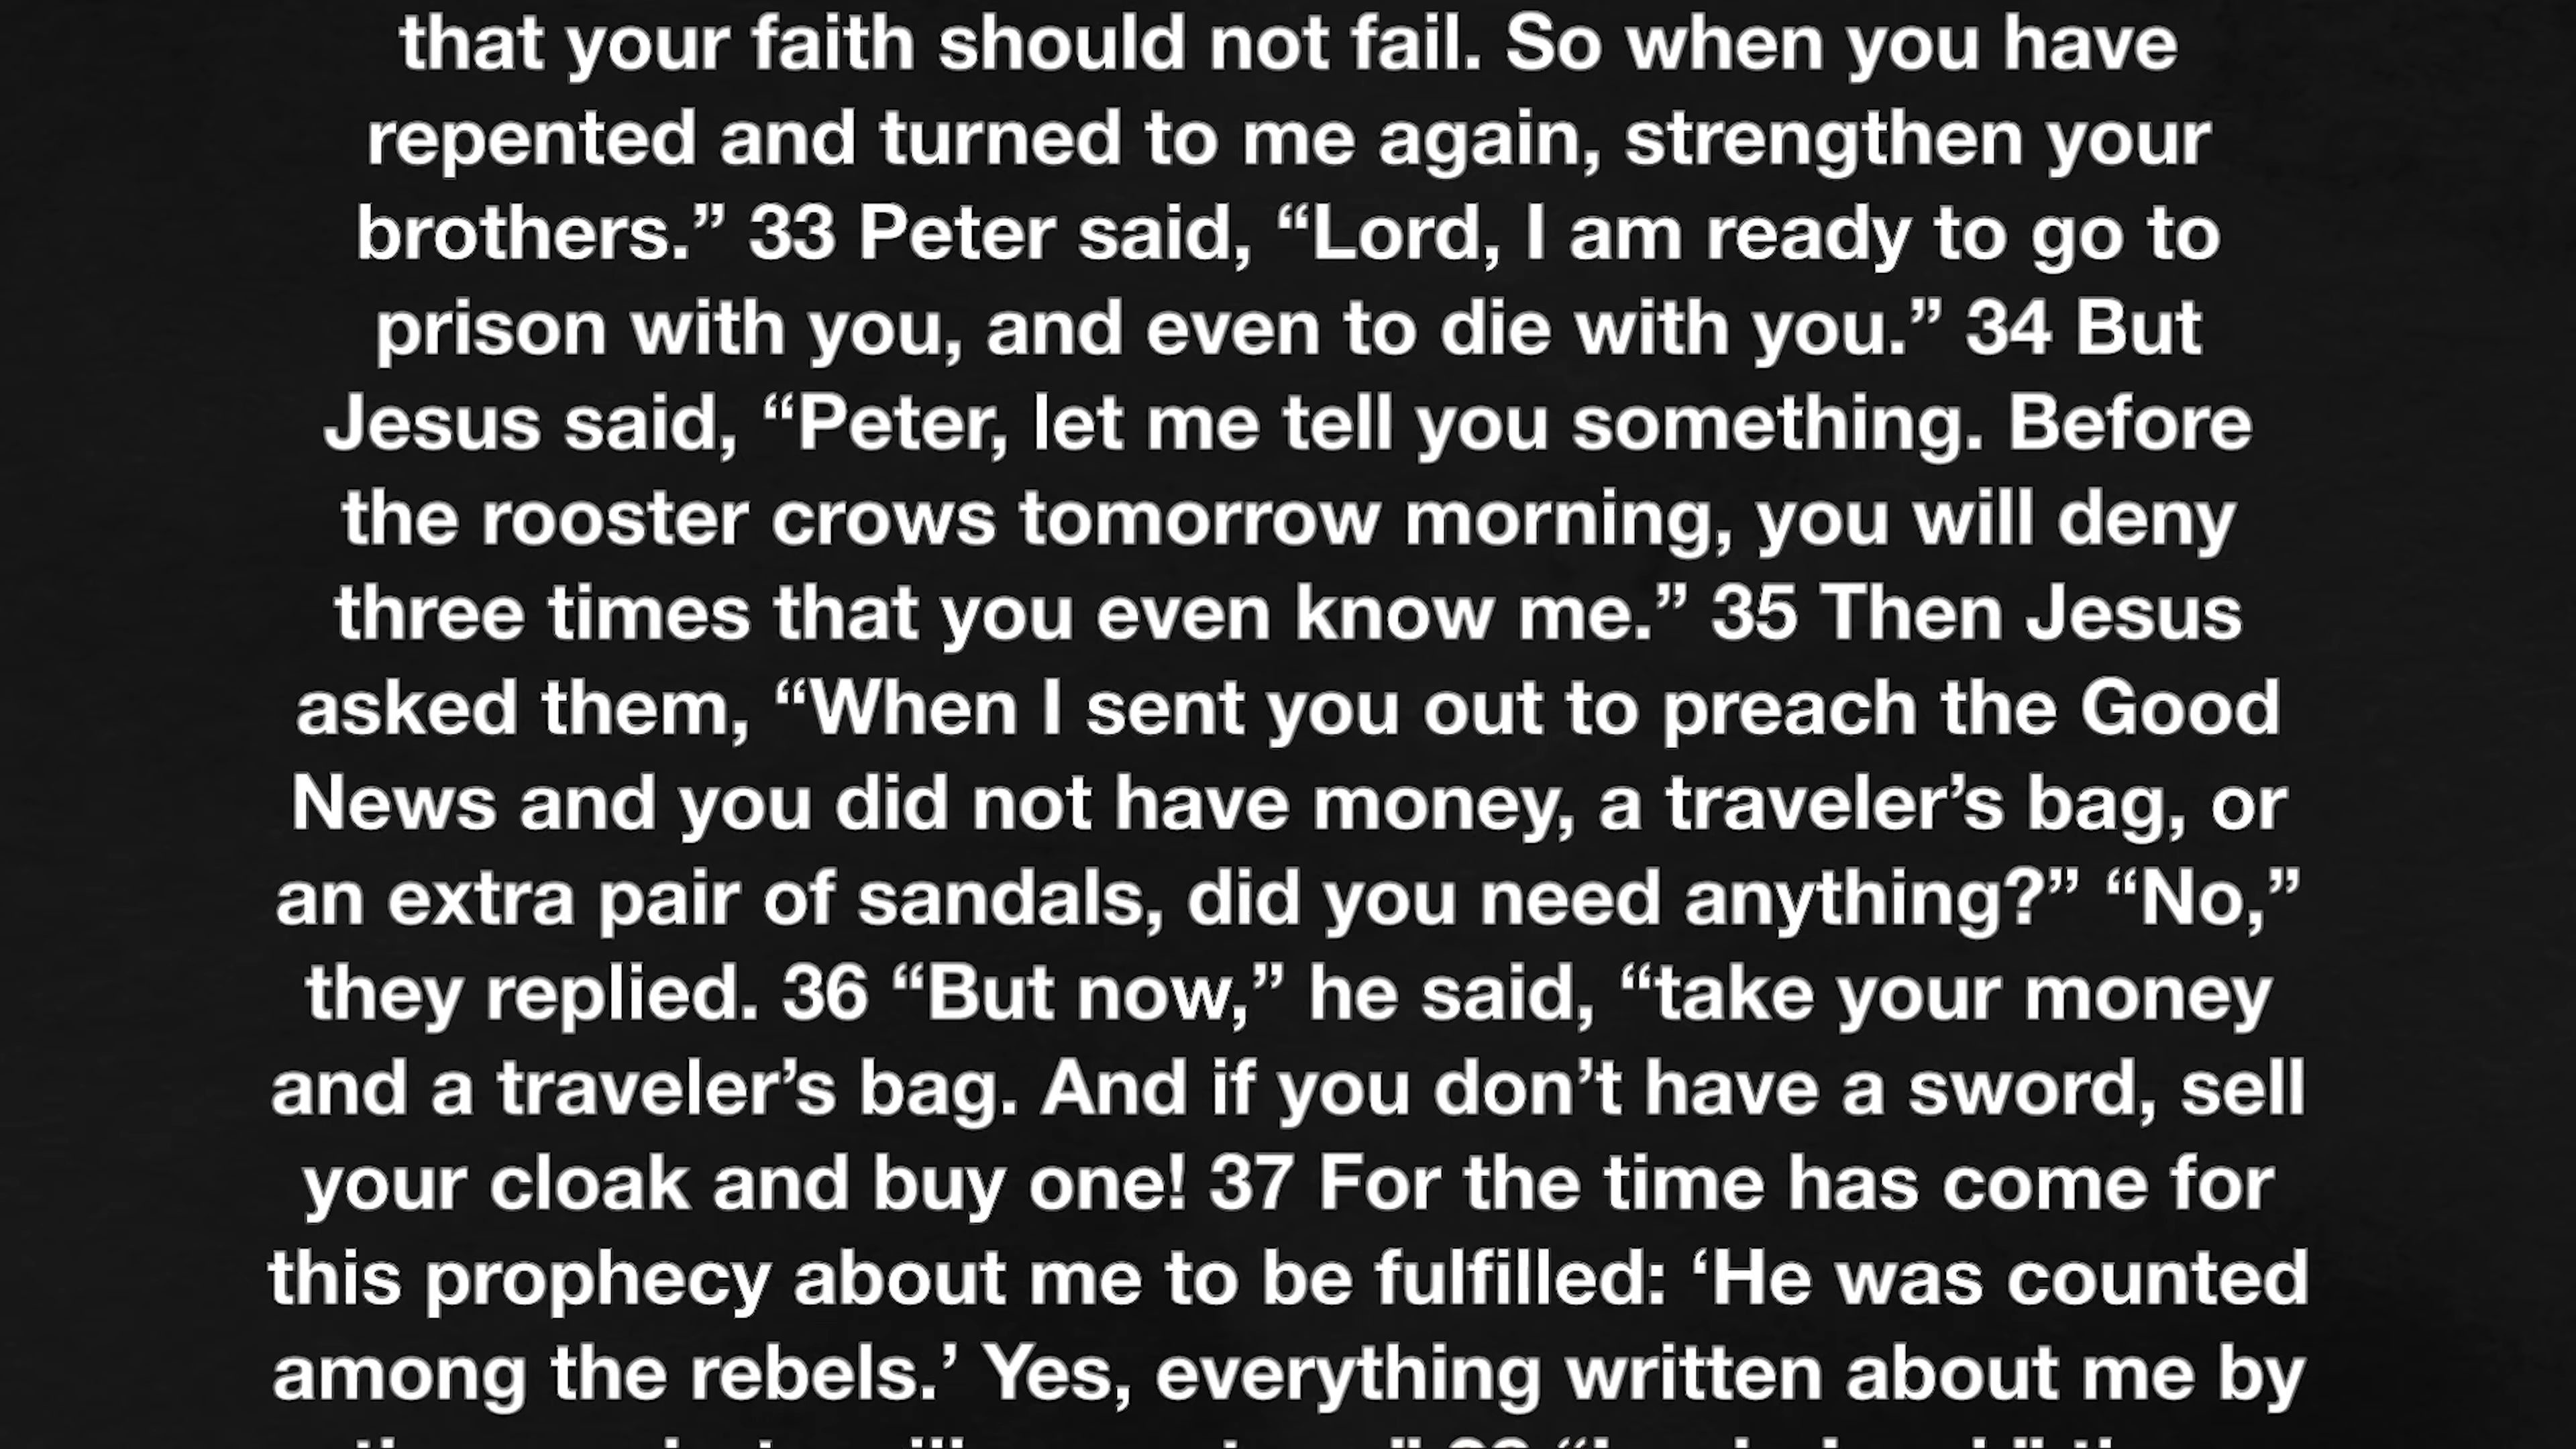 that your faith should not fail. So when you have
repented and turned to me again, strengthen your
brothers.” 33 Peter said, “Lord, I am ready to go to
prison with you, and even to die with you.” 34 But
Jesus said, “Peter, let me tell you something. Before
the rooster crows tomorrow morning, you will deny
three times that you even know me.” 35 Then Jesus
asked them, “When I sent you out to preach the Good
News and you did not have money, a traveler’s bag, or
an extra pair of sandals, did you need anything?” “No,”
they replied. 36 “But now,” he said, “take your money
and a traveler’s bag. And if you don’t have a sword, sell
your cloak and buy one! 37 For the time has come for
this prophecy about me to be fulfilled: ‘He was counted
among the rebels.’ Yes, everything written about me by